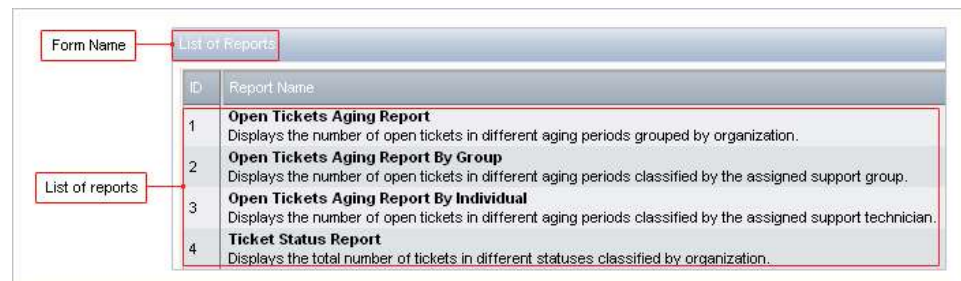 Form Name
List of Reports
ID Report Name
1
Open Tickets Aging Report
Displays the number of open tickets in different aging periods grouped by organization.
2
Open Tickets Aging Report By Group
Displays the number of open tickets in different aging periods classified by the assigned support group.
List of reports
3
Open Tickets Aging Report By Individual
Displays the number of open tickets in different aging periods classified by the assigned support technician.
4
Ticket Status Report
Displays the total number of tickets in different statuses classified by organization.